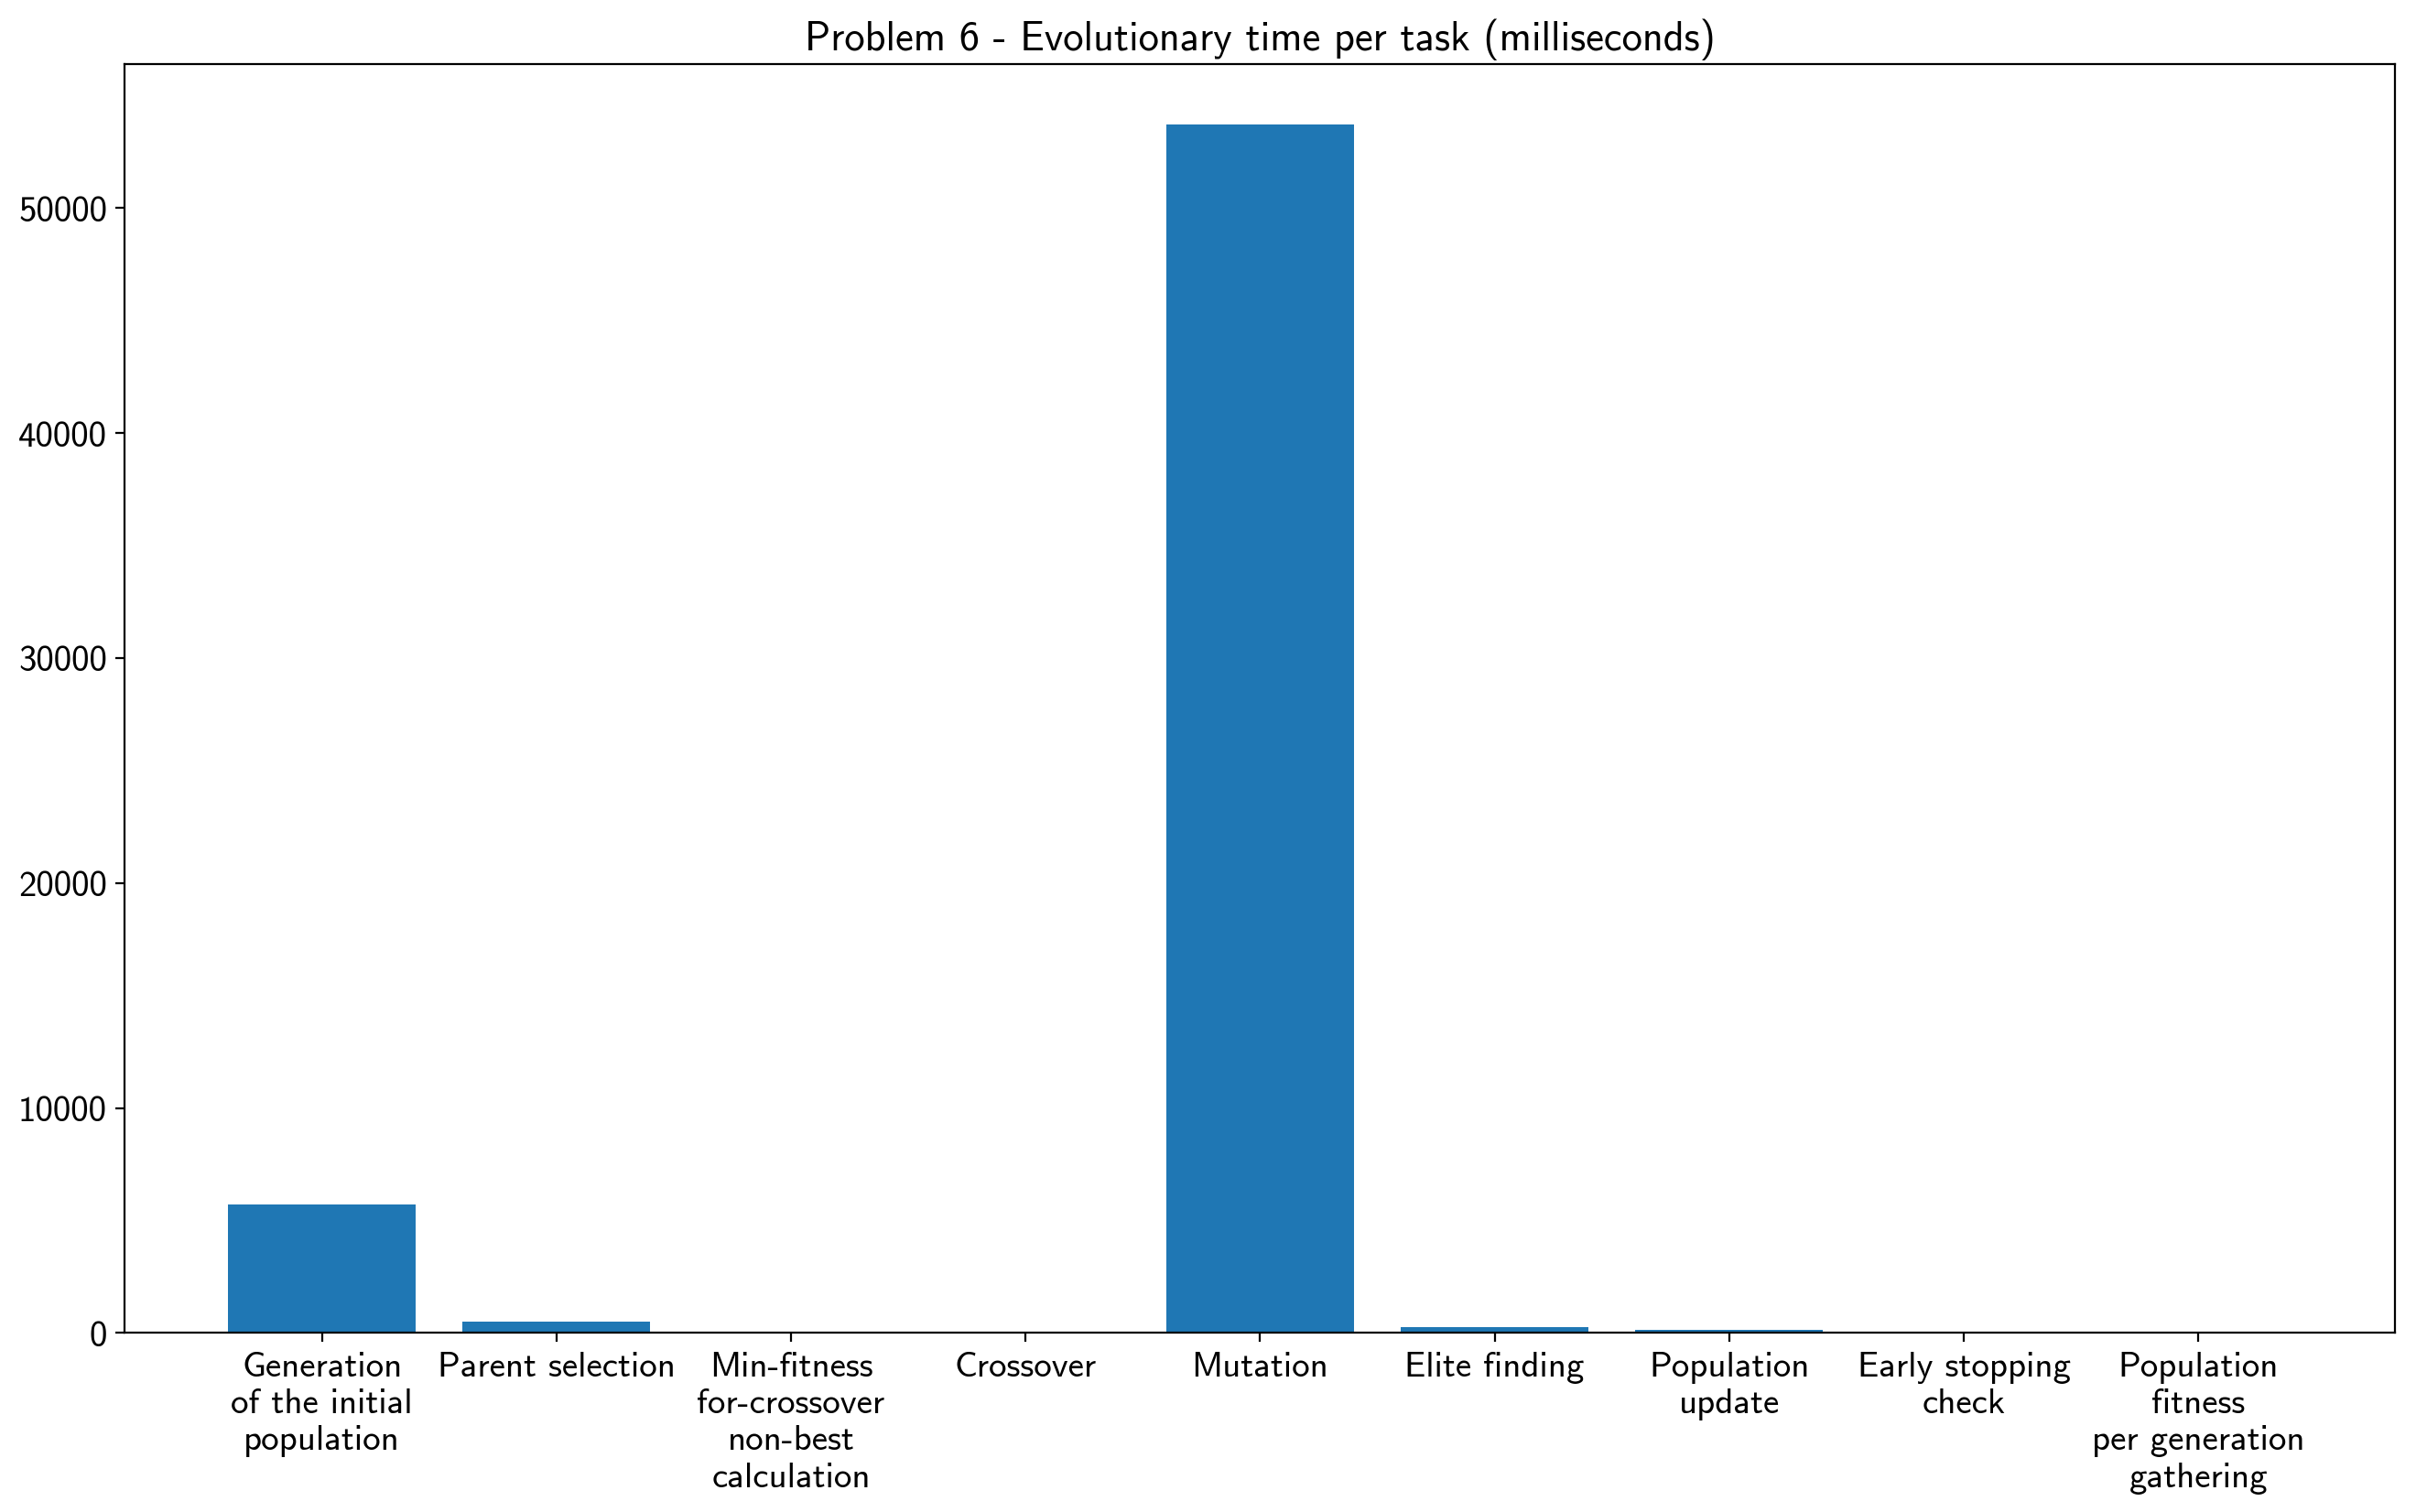 Problem 6 - Evolutionary time per task (milliseconds)
50000
40000
30000
20000
10000
0
Generation
of the initial
population
Parent selection
Min-fitness
for-crossover
non-best
calculation
Crossover
Mutation
Elite finding
Population
update
Early stopping
check
Population
fitness
per generation
gathering